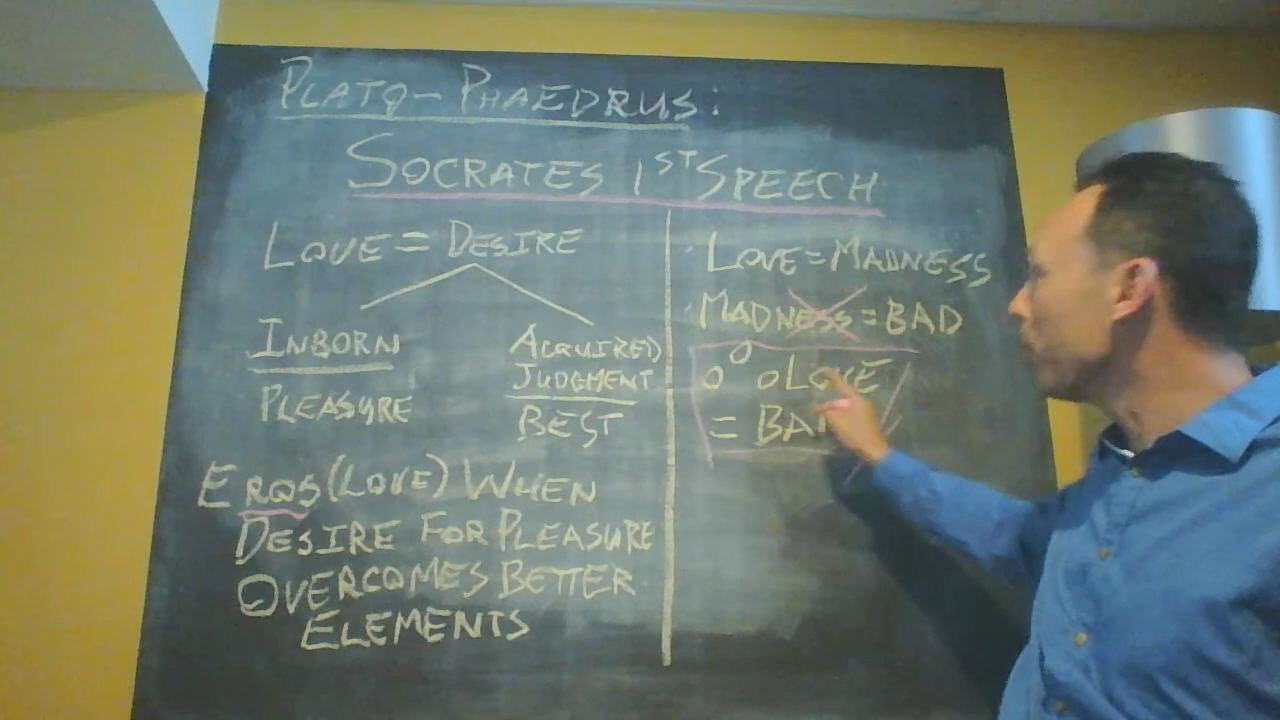 PLATO - PHAEDRUS:
SOCRATES 1ST SPEECH
LOVE = DESIRE
INBORN
PLEASURE
ACQUIRED
JUDGMENT
BEST
EROS (LOVE) WHEN
DESIRE FOR PLEASURE
OVERCOMES BETTER
ELEMENTS
LOVE = MADNESS
MADNESS = BAD
∴ LOVE
= BAD